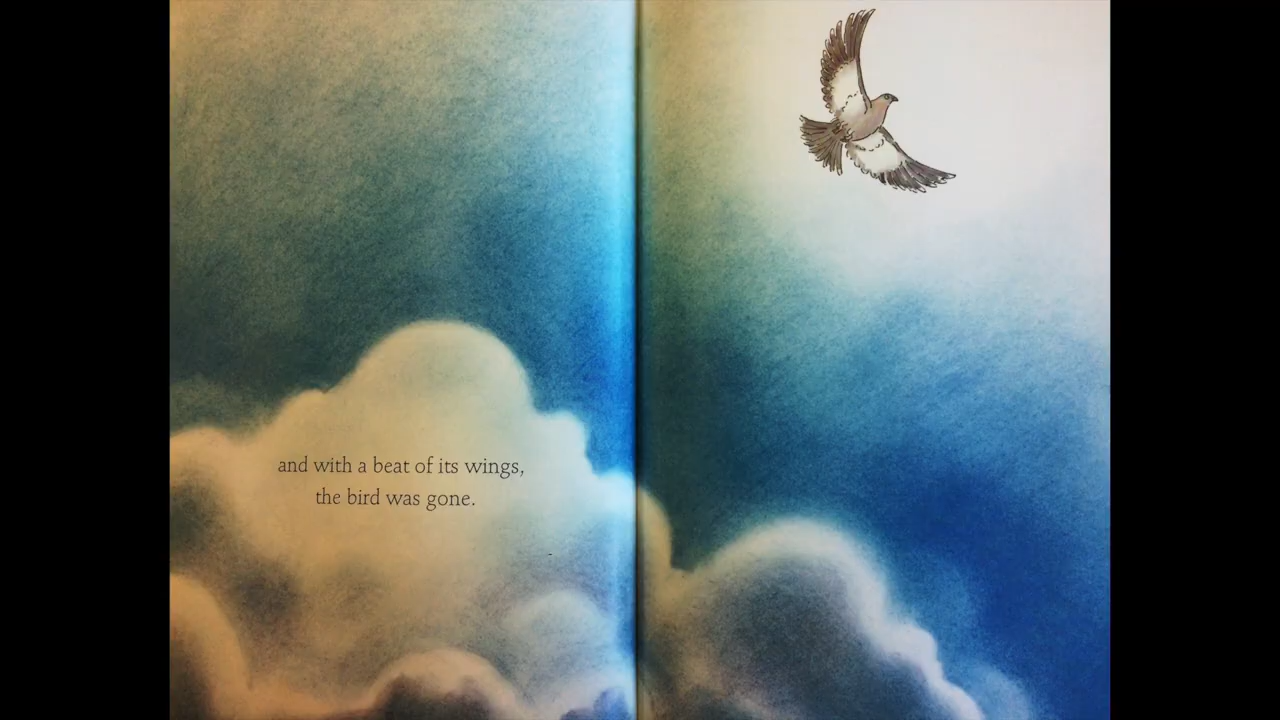 and with a beat of its wings,
the bird was gone.